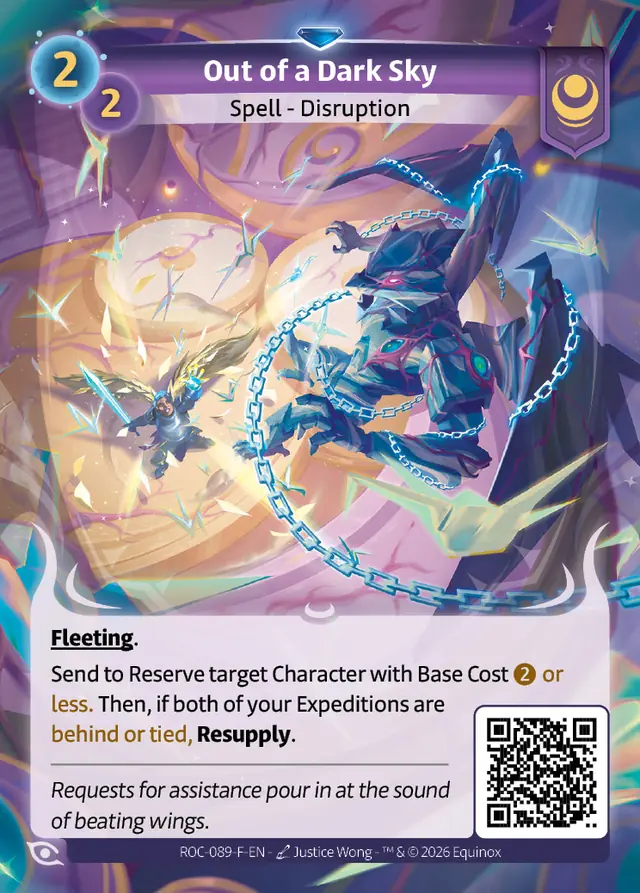 2
2
Out of a Dark Sky
Spell - Disruption
Fleeting.
Send to Reserve target Character with Base Cost 2 or
less. Then, if both of your Expeditions are
behind or tied, Resupply.
Requests for assistance pour in at the sound
of beating wings.
ROC-089-F-EN - Justice Wong - ™ & © 2026 Equinox